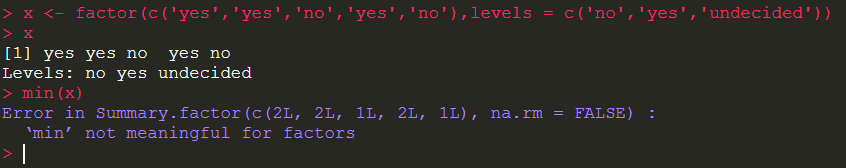 > x <- factor(c('yes','yes','no','yes','no'),levels = c('no','yes','undecided'))
> x
[1] yes yes no  yes no
Levels: no yes undecided
> min(x)
Error in Summary.factor(c(2L, 2L, 1L, 2L, 1L), na.rm = FALSE) :
  ‘min’ not meaningful for factors
>